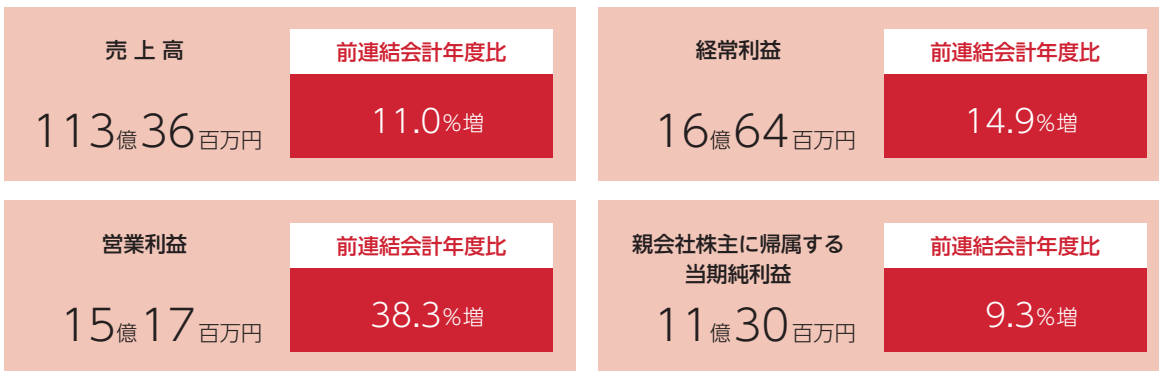 売上高
前連結会計年度比
113億36百万円
11.0%増
経常利益
前連結会計年度比
16億64百万円
14.9%増
営業利益
前連結会計年度比
15億17百万円
38.3%増
親会社株主に帰属する
当期純利益
前連結会計年度比
11億30百万円
9.3%増